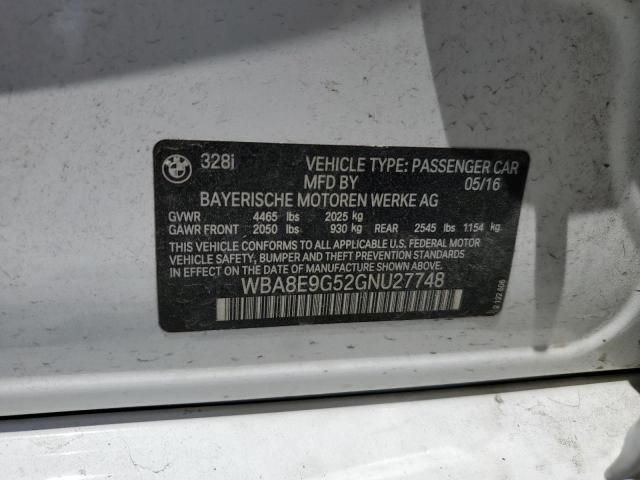 328i VEHICLE TYPE: PASSENGER CAR
MFD BY 05/16
BAYERISCHE MOTOREN WERKE AG
GVWR 4465 lbs 2025 kg
GAWR FRONT 2050 lbs 930 kg REAR 2545 lbs 1154 kg
THIS VEHICLE CONFORMS TO ALL APPLICABLE U.S. FEDERAL MOTOR
VEHICLE SAFETY, BUMPER AND THEFT PREVENTION STANDARDS
IN EFFECT ON THE DATE OF MANUFACTURE SHOWN ABOVE.
WBA8E9G52GNU27748